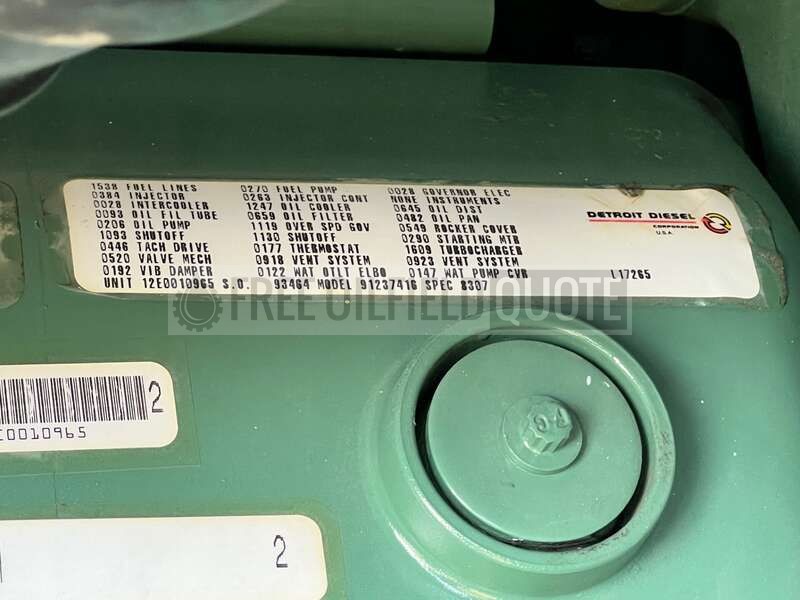 1538 FUEL LINES 0270 FUEL PUMP 0028 GOVERNOR ELEC
0384 INJECTOR 0263 INJECTOR CONT NONE INSTRUMENTS
0028 INTERCOOLER 1247 OIL COOLER 0645 OIL DIST
0093 OIL FIL TUBE 0659 OIL FILTER 0482 OIL PAN
0206 OIL PUMP 1119 OVER SPD GOV 0549 ROCKER COVER
1093 SHUTOFF 1130 SHUTOFF 0290 STARTING MTR
0446 TACH DRIVE 0177 THERMOSTAT 1609 TURBOCHARGER
0520 VALVE MECH 0918 VENT SYSTEM 0923 VENT SYSTEM
0192 VIB DAMPER 0122 WAT OTLT ELBO 0147 WAT PUMP CVR L17265
UNIT 12E0010965 S.O. 93464 MODEL 91237416 SPEC 8307
DETROIT DIESEL
CORPORATION
U.S.A.
FREE OILFIELD QUOTE
2
E0010965
2